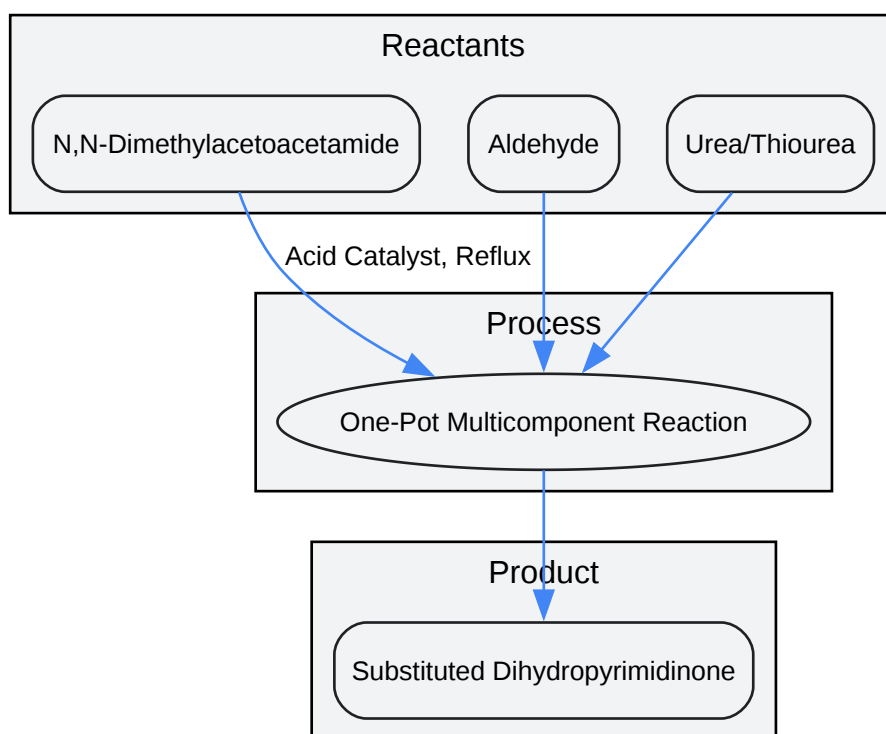 Reactants
N,N-Dimethylacetoacetamide
Aldehyde
Urea/Thiourea
Acid Catalyst, Reflux
Process
One-Pot Multicomponent Reaction
Product
Substituted Dihydropyrimidinone